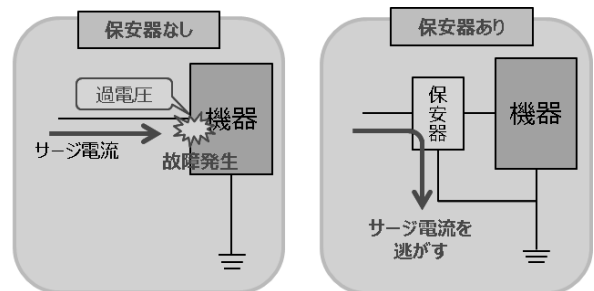 保安器なし
過電圧
機器
サージ電流
故障発生
保安器あり
保
安
器
機器
サージ電流を
逃がす